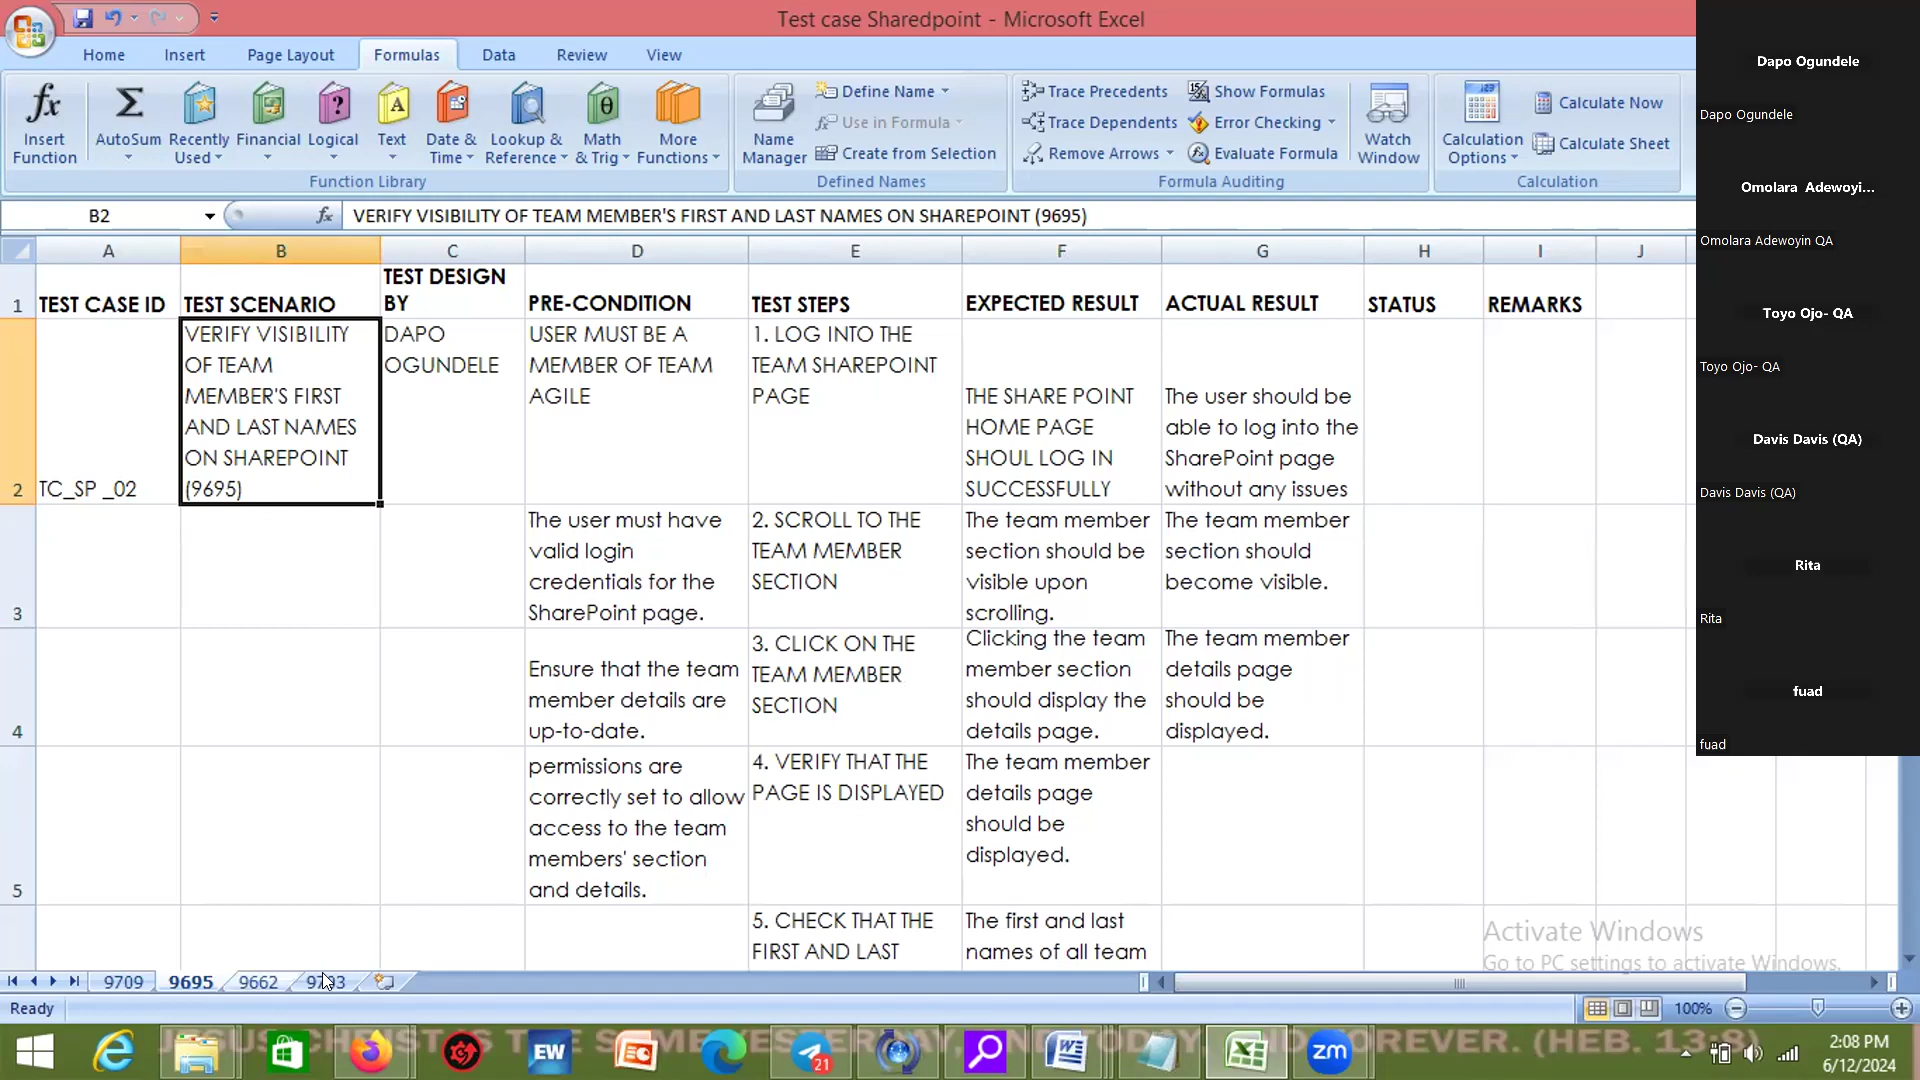 Test case Sharedpoint - Microsoft Excel
Home Insert Page Layout Formulas Data Review View
fx Insert Function
Σ AutoSum
Recently Used
Financial
Logical
Text
Date & Time
Lookup & Reference
Math & Trig
More Functions
Function Library
Name Manager
Define Name
Use in Formula
Create from Selection
Defined Names
Trace Precedents
Trace Dependents
Remove Arrows
Show Formulas
Error Checking
Evaluate Formula
Formula Auditing
Watch Window
Calculation Options
Calculate Now
Calculate Sheet
Calculation
B2 fx VERIFY VISIBILITY OF TEAM MEMBER'S FIRST AND LAST NAMES ON SHAREPOINT (9695)
A B C D E F G H I J
1
TEST CASE ID
TEST SCENARIO
TEST DESIGN
BY
PRE-CONDITION
TEST STEPS
EXPECTED RESULT
ACTUAL RESULT
STATUS
REMARKS
2
TC_SP _02
VERIFY VISIBILITY
OF TEAM
MEMBER'S FIRST
AND LAST NAMES
ON SHAREPOINT
(9695)
DAPO
OGUNDELE
USER MUST BE A
MEMBER OF TEAM
AGILE
1. LOG INTO THE
TEAM SHAREPOINT
PAGE
THE SHARE POINT
HOME PAGE
SHOUL LOG IN
SUCCESSFULLY
The user should be
able to log into the
SharePoint page
without any issues
3
The user must have
valid login
credentials for the
SharePoint page.
2. SCROLL TO THE
TEAM MEMBER
SECTION
The team member
section should be
visible upon
scrolling.
The team member
section should
become visible.
4
Ensure that the team
member details are
up-to-date.
3. CLICK ON THE
TEAM MEMBER
SECTION
Clicking the team
member section
should display the
details page.
The team member
details page
should be
displayed.
5
permissions are
correctly set to allow
access to the team
members' section
and details.
4. VERIFY THAT THE
PAGE IS DISPLAYED
The team member
details page
should be
displayed.
5. CHECK THAT THE
FIRST AND LAST
The first and last
names of all team
Dapo Ogundele
Dapo Ogundele
Omolara Adewoyi...
Omolara Adewoyin QA
Toyo Ojo- QA
Toyo Ojo- QA
Davis Davis (QA)
Davis Davis (QA)
Rita
Rita
fuad
fuad
Activate Windows
Go to PC settings to activate Windows.
9709 9695 9662
Ready
100%
EW
21
zm
2:08 PM
6/12/2024